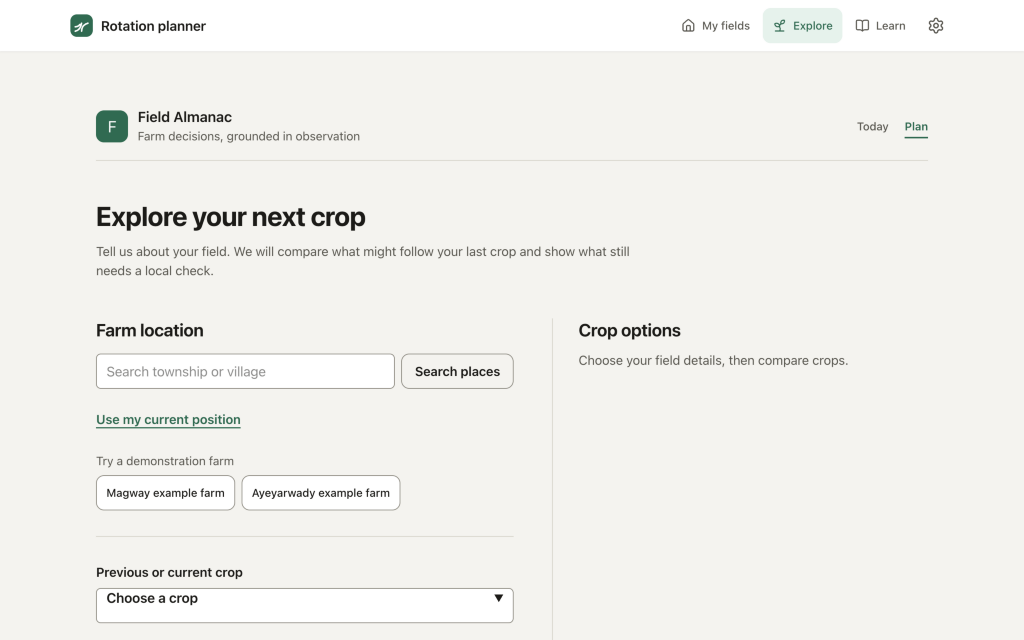 Rotation planner
My fields
Explore
Learn
F
Field Almanac
Farm decisions, grounded in observation
Today
Plan
Explore your next crop
Tell us about your field. We will compare what might follow your last crop and show what still
needs a local check.
Farm location
Search township or village
Search places
Use my current position
Try a demonstration farm
Magway example farm
Ayeyarwady example farm
Previous or current crop
Choose a crop
Crop options
Choose your field details, then compare crops.